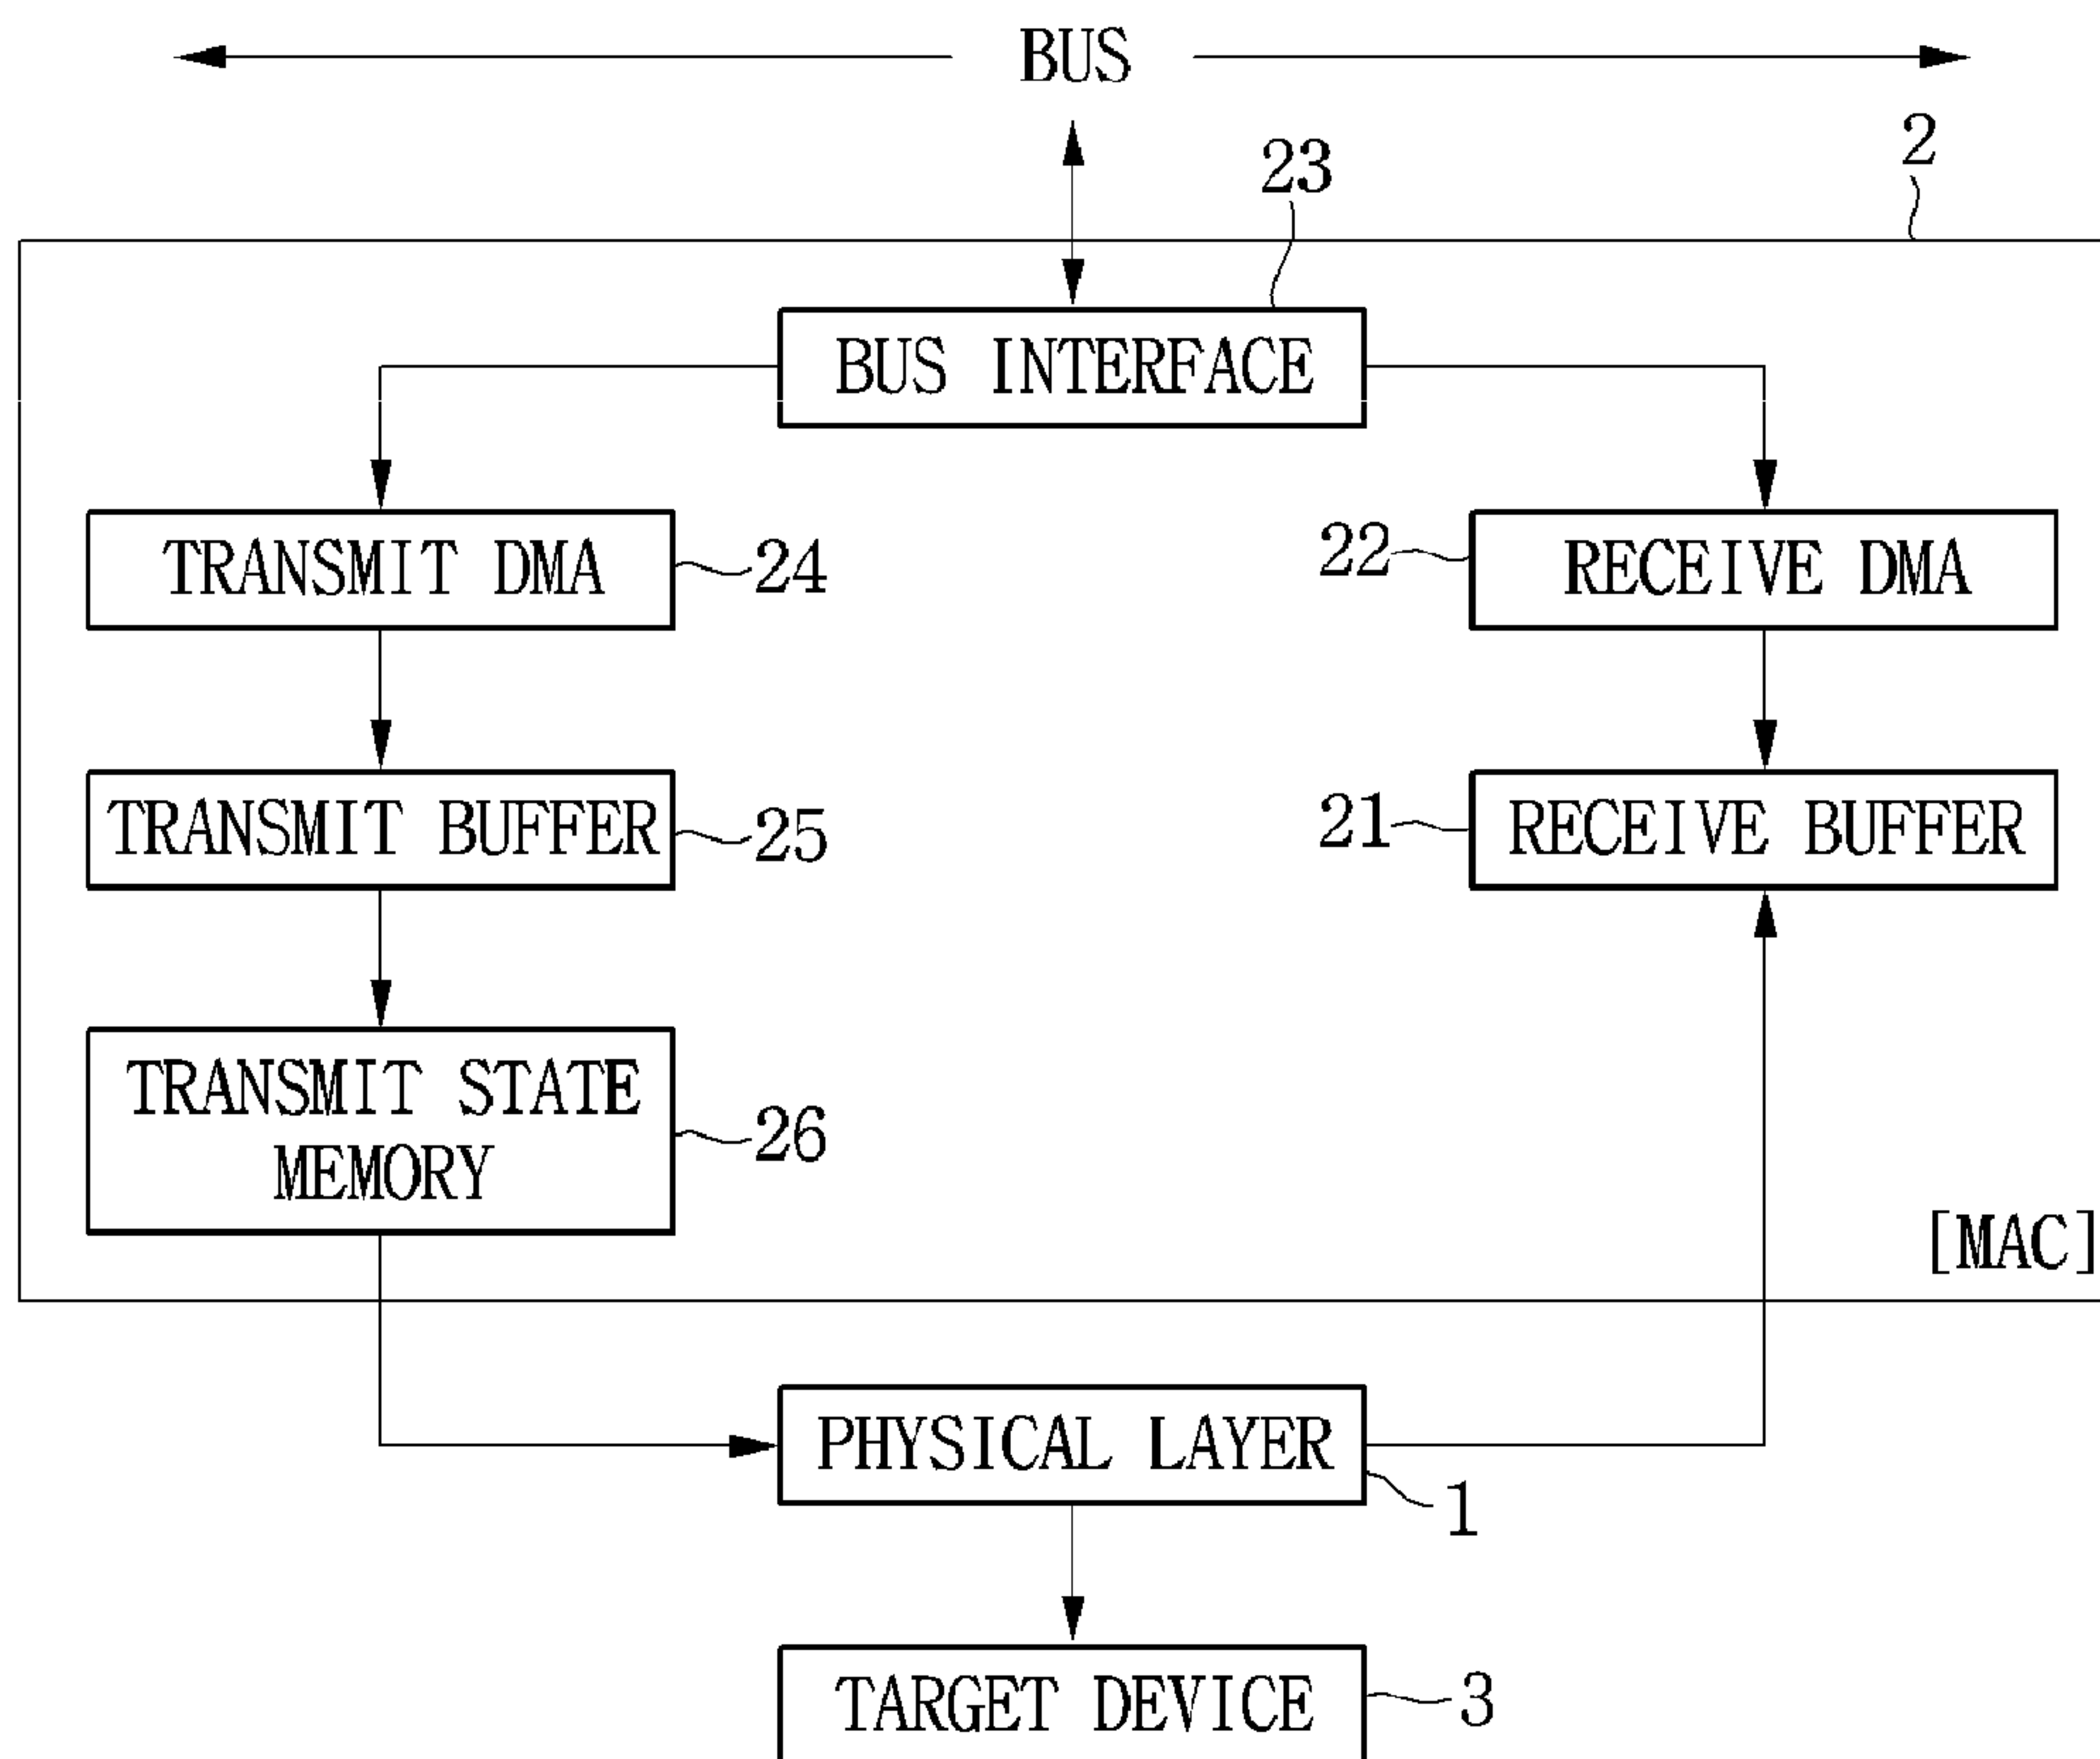 BUS
2
23
BUS INTERFACE
TRANSMIT DMA
24
22
RECEIVE DMA
TRANSMIT BUFFER
25
21
RECEIVE BUFFER
TRANSMIT STATE
MEMORY
26
[MAC]
PHYSICAL LAYER
1
TARGET DEVICE
3